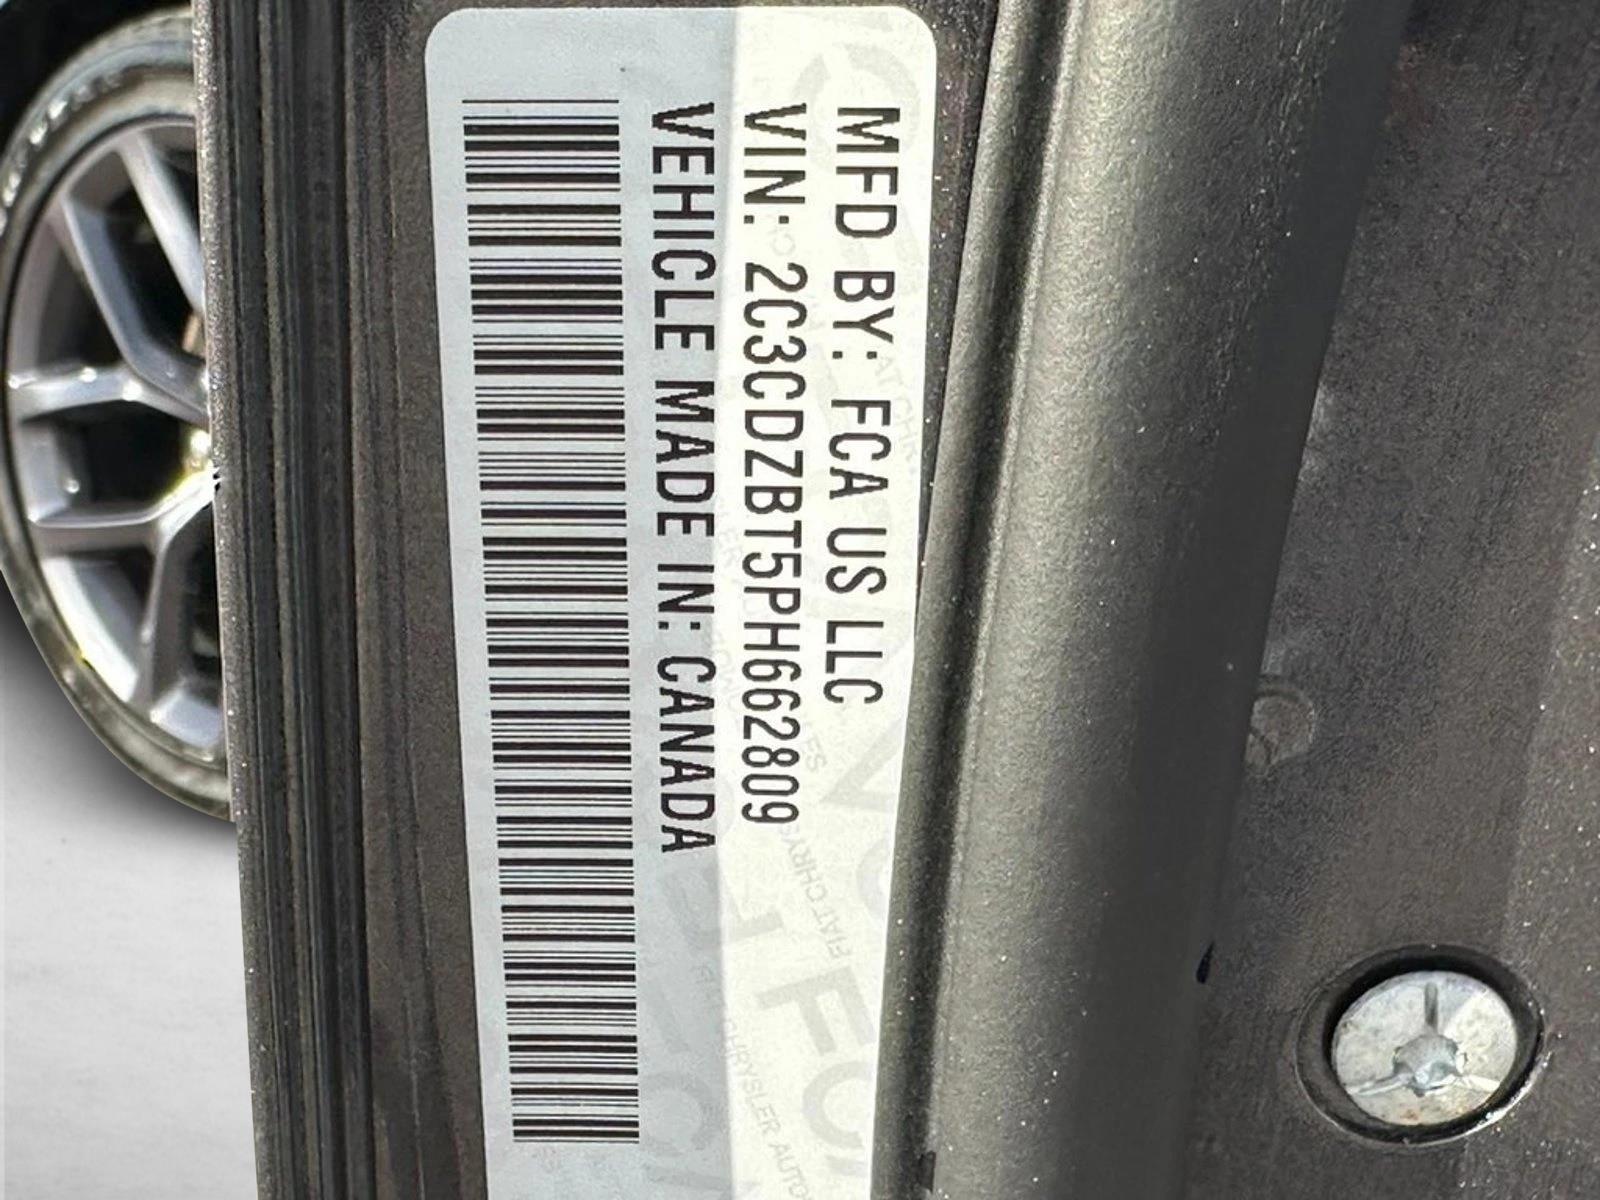 MFD BY: FCA US LLC
VIN: 2C3CDZBT5PH662809
VEHICLE MADE IN: CANADA